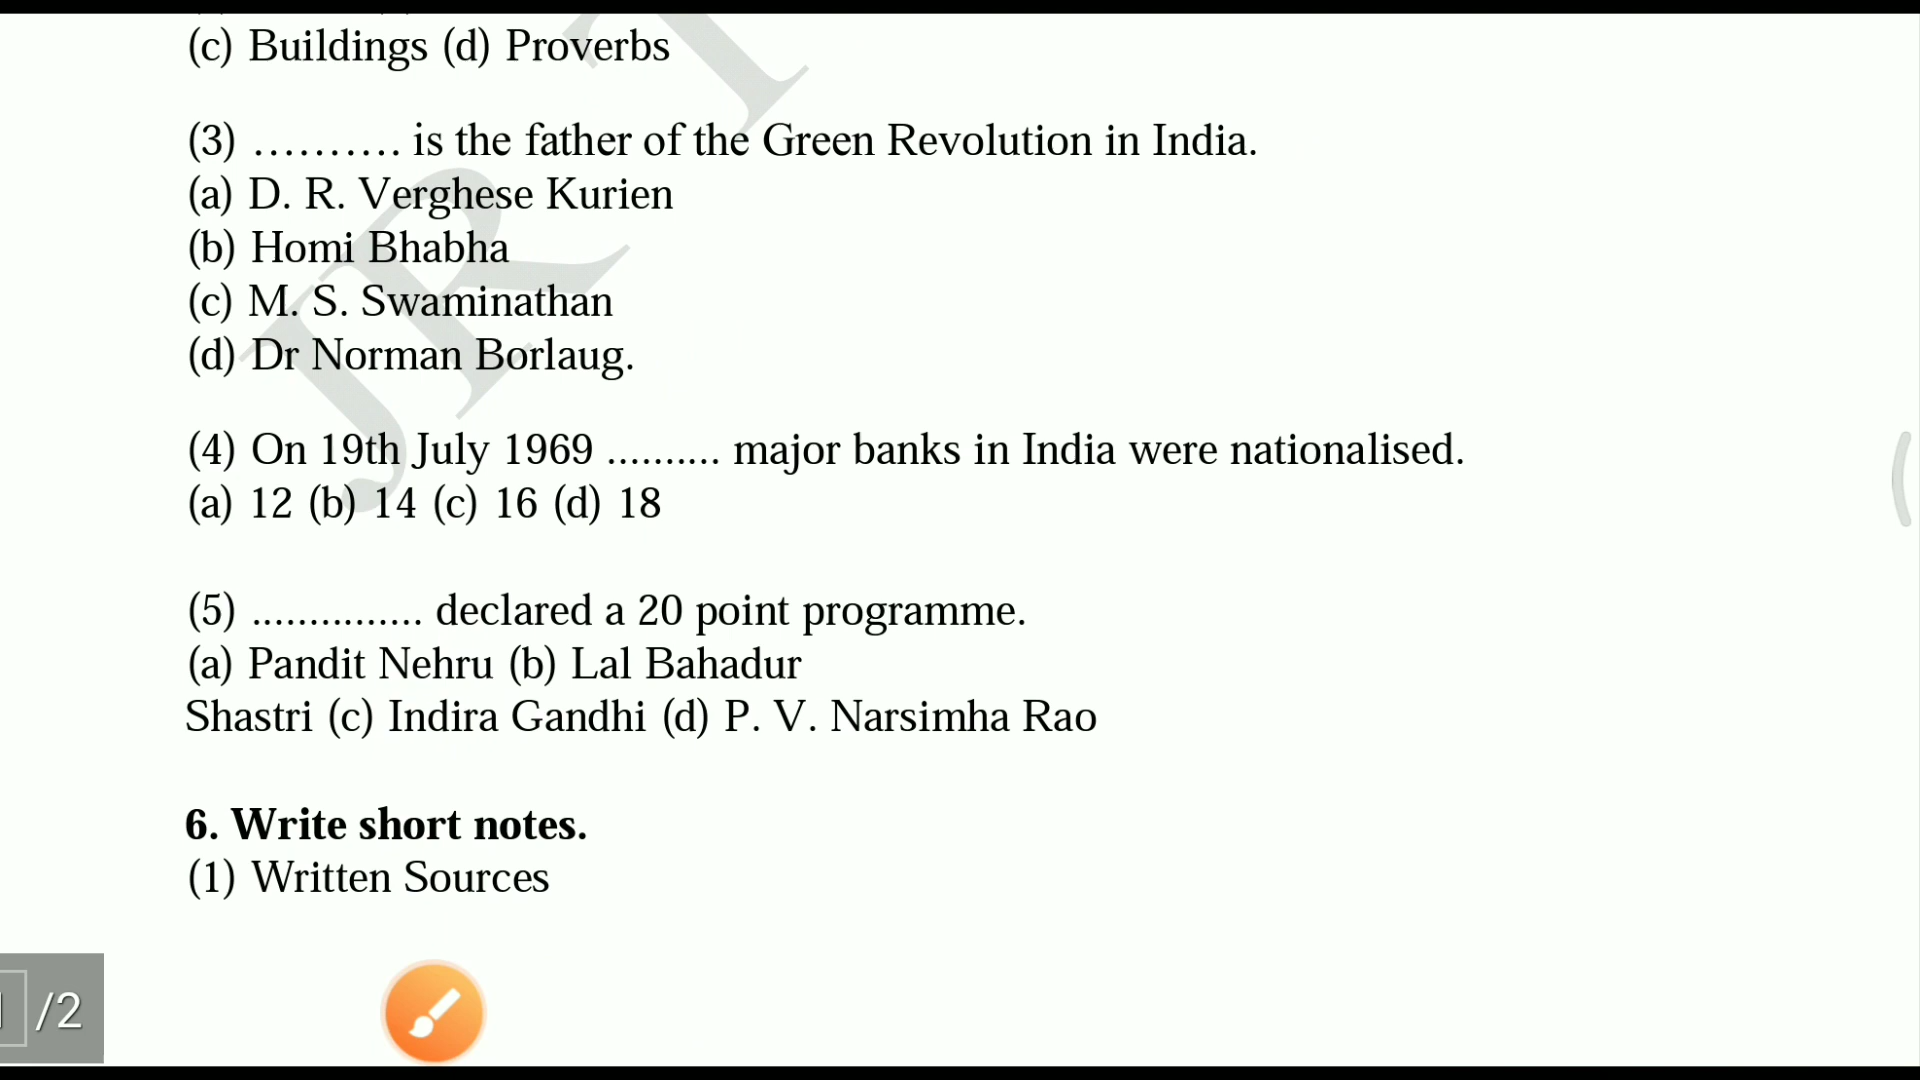 (c) Buildings (d) Proverbs
(3) .......... is the father of the Green Revolution in India.
(a) D. R. Verghese Kurien
(b) Homi Bhabha
(c) M. S. Swaminathan
(d) Dr Norman Borlaug.
(4) On 19th July 1969 .......... major banks in India were nationalised.
(a) 12 (b) 14 (c) 16 (d) 18
(5) ............... declared a 20 point programme.
(a) Pandit Nehru (b) Lal Bahadur
Shastri (c) Indira Gandhi (d) P. V. Narsimha Rao
6. Write short notes.
(1) Written Sources
1 /2
JR T